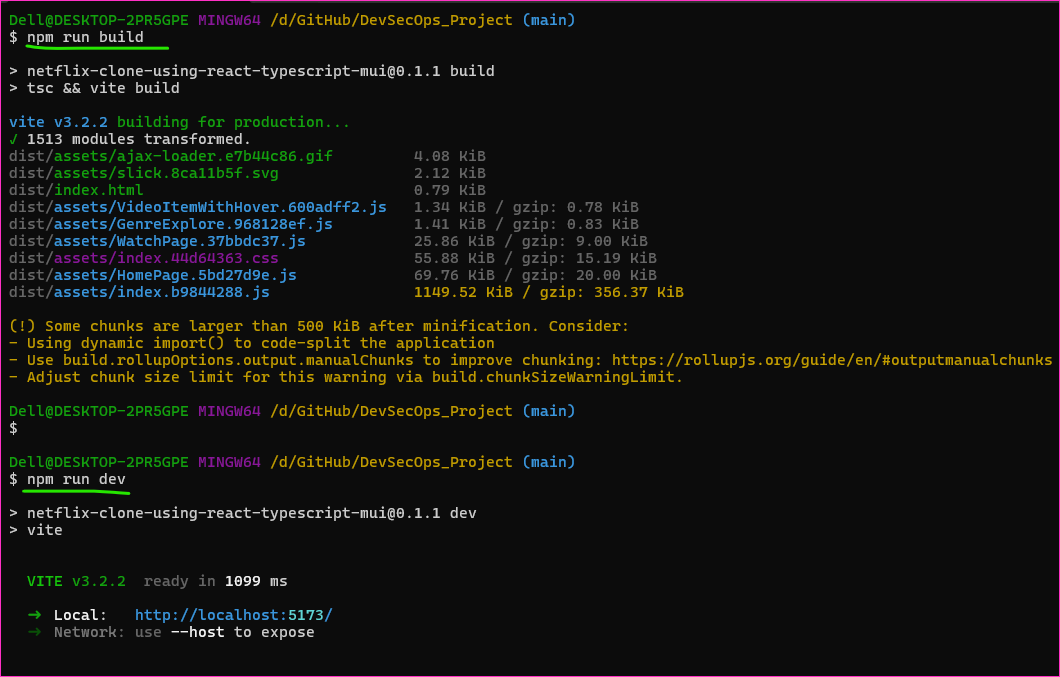 Dell@DESKTOP-2PR5GPE MINGW64 /d/GitHub/DevSecOps_Project (main)
$ npm run build
> netflix-clone-using-react-typescript-mui@0.1.1 build
> tsc && vite build
vite v3.2.2 building for production...
✓ 1513 modules transformed.
dist/assets/ajax-loader.e7b44c86.gif 4.08 KiB
dist/assets/slick.8ca11b5f.svg 2.12 KiB
dist/index.html 0.79 KiB
dist/assets/VideoItemWithHover.600adff2.js 1.34 KiB / gzip: 0.78 KiB
dist/assets/GenreExplore.968128ef.js 1.41 KiB / gzip: 0.83 KiB
dist/assets/WatchPage.37bbdc37.js 25.86 KiB / gzip: 9.00 KiB
dist/assets/index.44d64363.css 55.88 KiB / gzip: 15.19 KiB
dist/assets/HomePage.5bd27d9e.js 69.76 KiB / gzip: 20.00 KiB
dist/assets/index.b9844288.js 1149.52 KiB / gzip: 356.37 KiB
(!) Some chunks are larger than 500 KiB after minification. Consider:
- Using dynamic import() to code-split the application
- Use build.rollupOptions.output.manualChunks to improve chunking: https://rollupjs.org/guide/en/#outputmanualchunks
- Adjust chunk size limit for this warning via build.chunkSizeWarningLimit.
Dell@DESKTOP-2PR5GPE MINGW64 /d/GitHub/DevSecOps_Project (main)
$
Dell@DESKTOP-2PR5GPE MINGW64 /d/GitHub/DevSecOps_Project (main)
$ npm run dev
> netflix-clone-using-react-typescript-mui@0.1.1 dev
> vite
VITE v3.2.2 ready in 1099 ms
➜ Local: http://localhost:5173/
➜ Network: use --host to expose